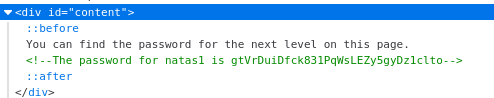 <div id="content">
::before
You can find the password for the next level on this page.
<!--The password for natas1 is gtVrDuiDfck831PqWsLEZy5gyDz1clto-->
::after
</div>